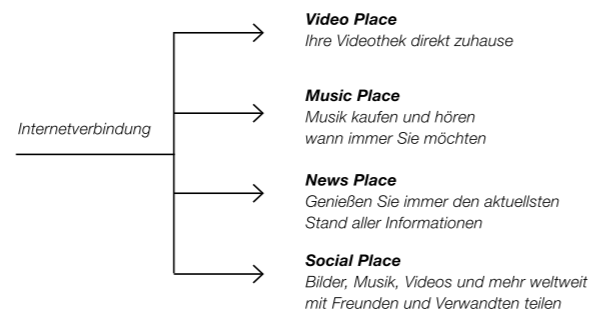 Video Place
Ihre Videothek direkt zuhause
Music Place
Musik kaufen und hören
wann immer Sie möchten
Internetverbindung
News Place
Genießen Sie immer den aktuellsten
Stand aller Informationen
Social Place
Bilder, Musik, Videos und mehr weltweit
mit Freunden und Verwandten teilen